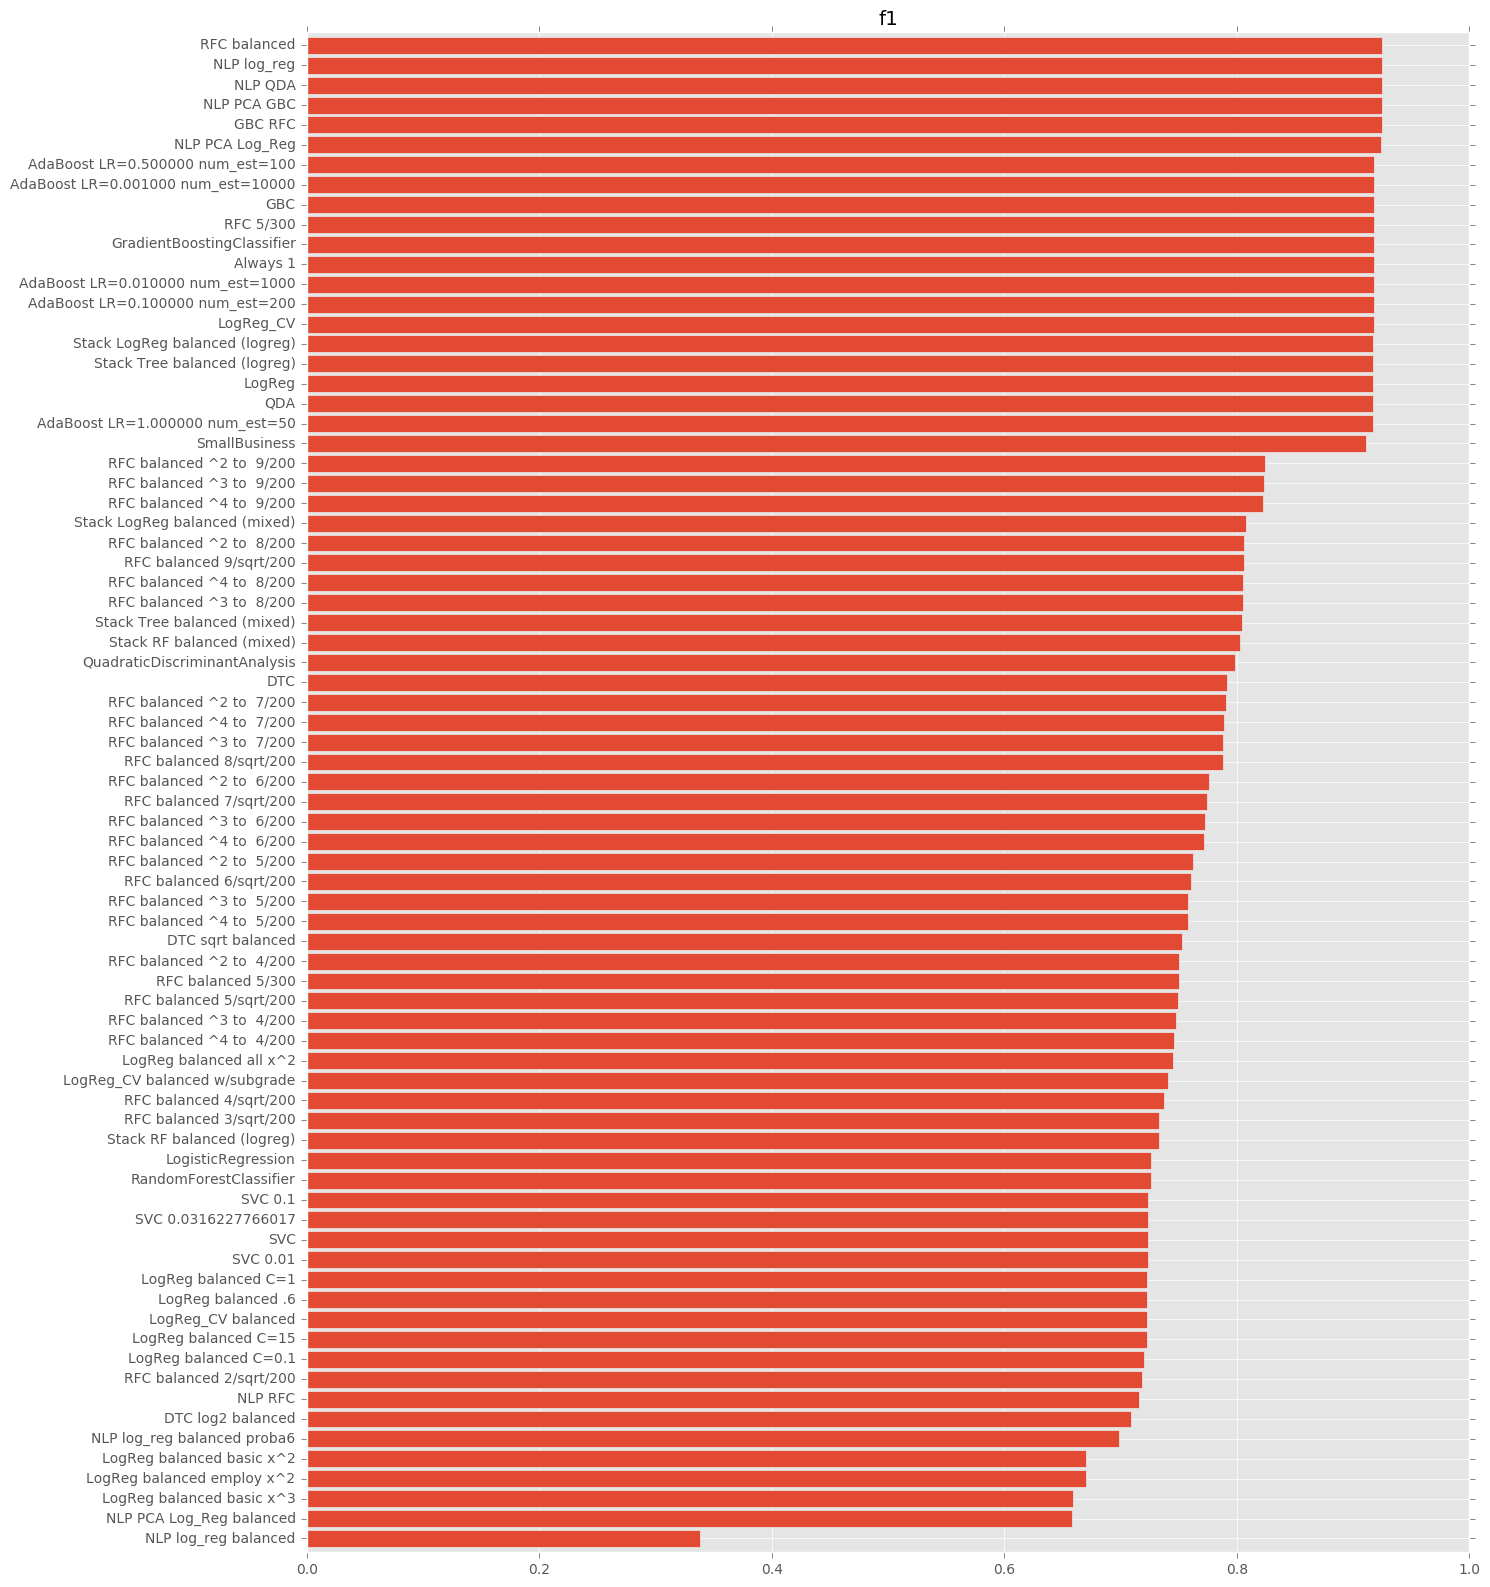 f1
RFC balanced
NLP log_reg
NLP QDA
NLP PCA GBC
GBC RFC
NLP PCA Log_Reg
AdaBoost LR=0.500000 num_est=100
AdaBoost LR=0.001000 num_est=10000
GBC
RFC 5/300
GradientBoostingClassifier
Always 1
AdaBoost LR=0.010000 num_est=1000
AdaBoost LR=0.100000 num_est=200
LogReg_CV
Stack LogReg balanced (logreg)
Stack Tree balanced (logreg)
LogReg
QDA
AdaBoost LR=1.000000 num_est=50
SmallBusiness
RFC balanced ^2 to  9/200
RFC balanced ^3 to  9/200
RFC balanced ^4 to  9/200
Stack LogReg balanced (mixed)
RFC balanced ^2 to  8/200
RFC balanced 9/sqrt/200
RFC balanced ^4 to  8/200
RFC balanced ^3 to  8/200
Stack Tree balanced (mixed)
Stack RF balanced (mixed)
QuadraticDiscriminantAnalysis
DTC
RFC balanced ^2 to  7/200
RFC balanced ^4 to  7/200
RFC balanced ^3 to  7/200
RFC balanced 8/sqrt/200
RFC balanced ^2 to  6/200
RFC balanced 7/sqrt/200
RFC balanced ^3 to  6/200
RFC balanced ^4 to  6/200
RFC balanced ^2 to  5/200
RFC balanced 6/sqrt/200
RFC balanced ^3 to  5/200
RFC balanced ^4 to  5/200
DTC sqrt balanced
RFC balanced ^2 to  4/200
RFC balanced 5/300
RFC balanced 5/sqrt/200
RFC balanced ^3 to  4/200
RFC balanced ^4 to  4/200
LogReg balanced all x^2
LogReg_CV balanced w/subgrade
RFC balanced 4/sqrt/200
RFC balanced 3/sqrt/200
Stack RF balanced (logreg)
LogisticRegression
RandomForestClassifier
SVC 0.1
SVC 0.0316227766017
SVC
SVC 0.01
LogReg balanced C=1
LogReg balanced .6
LogReg_CV balanced
LogReg balanced C=15
LogReg balanced C=0.1
RFC balanced 2/sqrt/200
NLP RFC
DTC log2 balanced
NLP log_reg balanced proba6
LogReg balanced basic x^2
LogReg balanced employ x^2
LogReg balanced basic x^3
NLP PCA Log_Reg balanced
NLP log_reg balanced
0.0 0.2 0.4 0.6 0.8 1.0